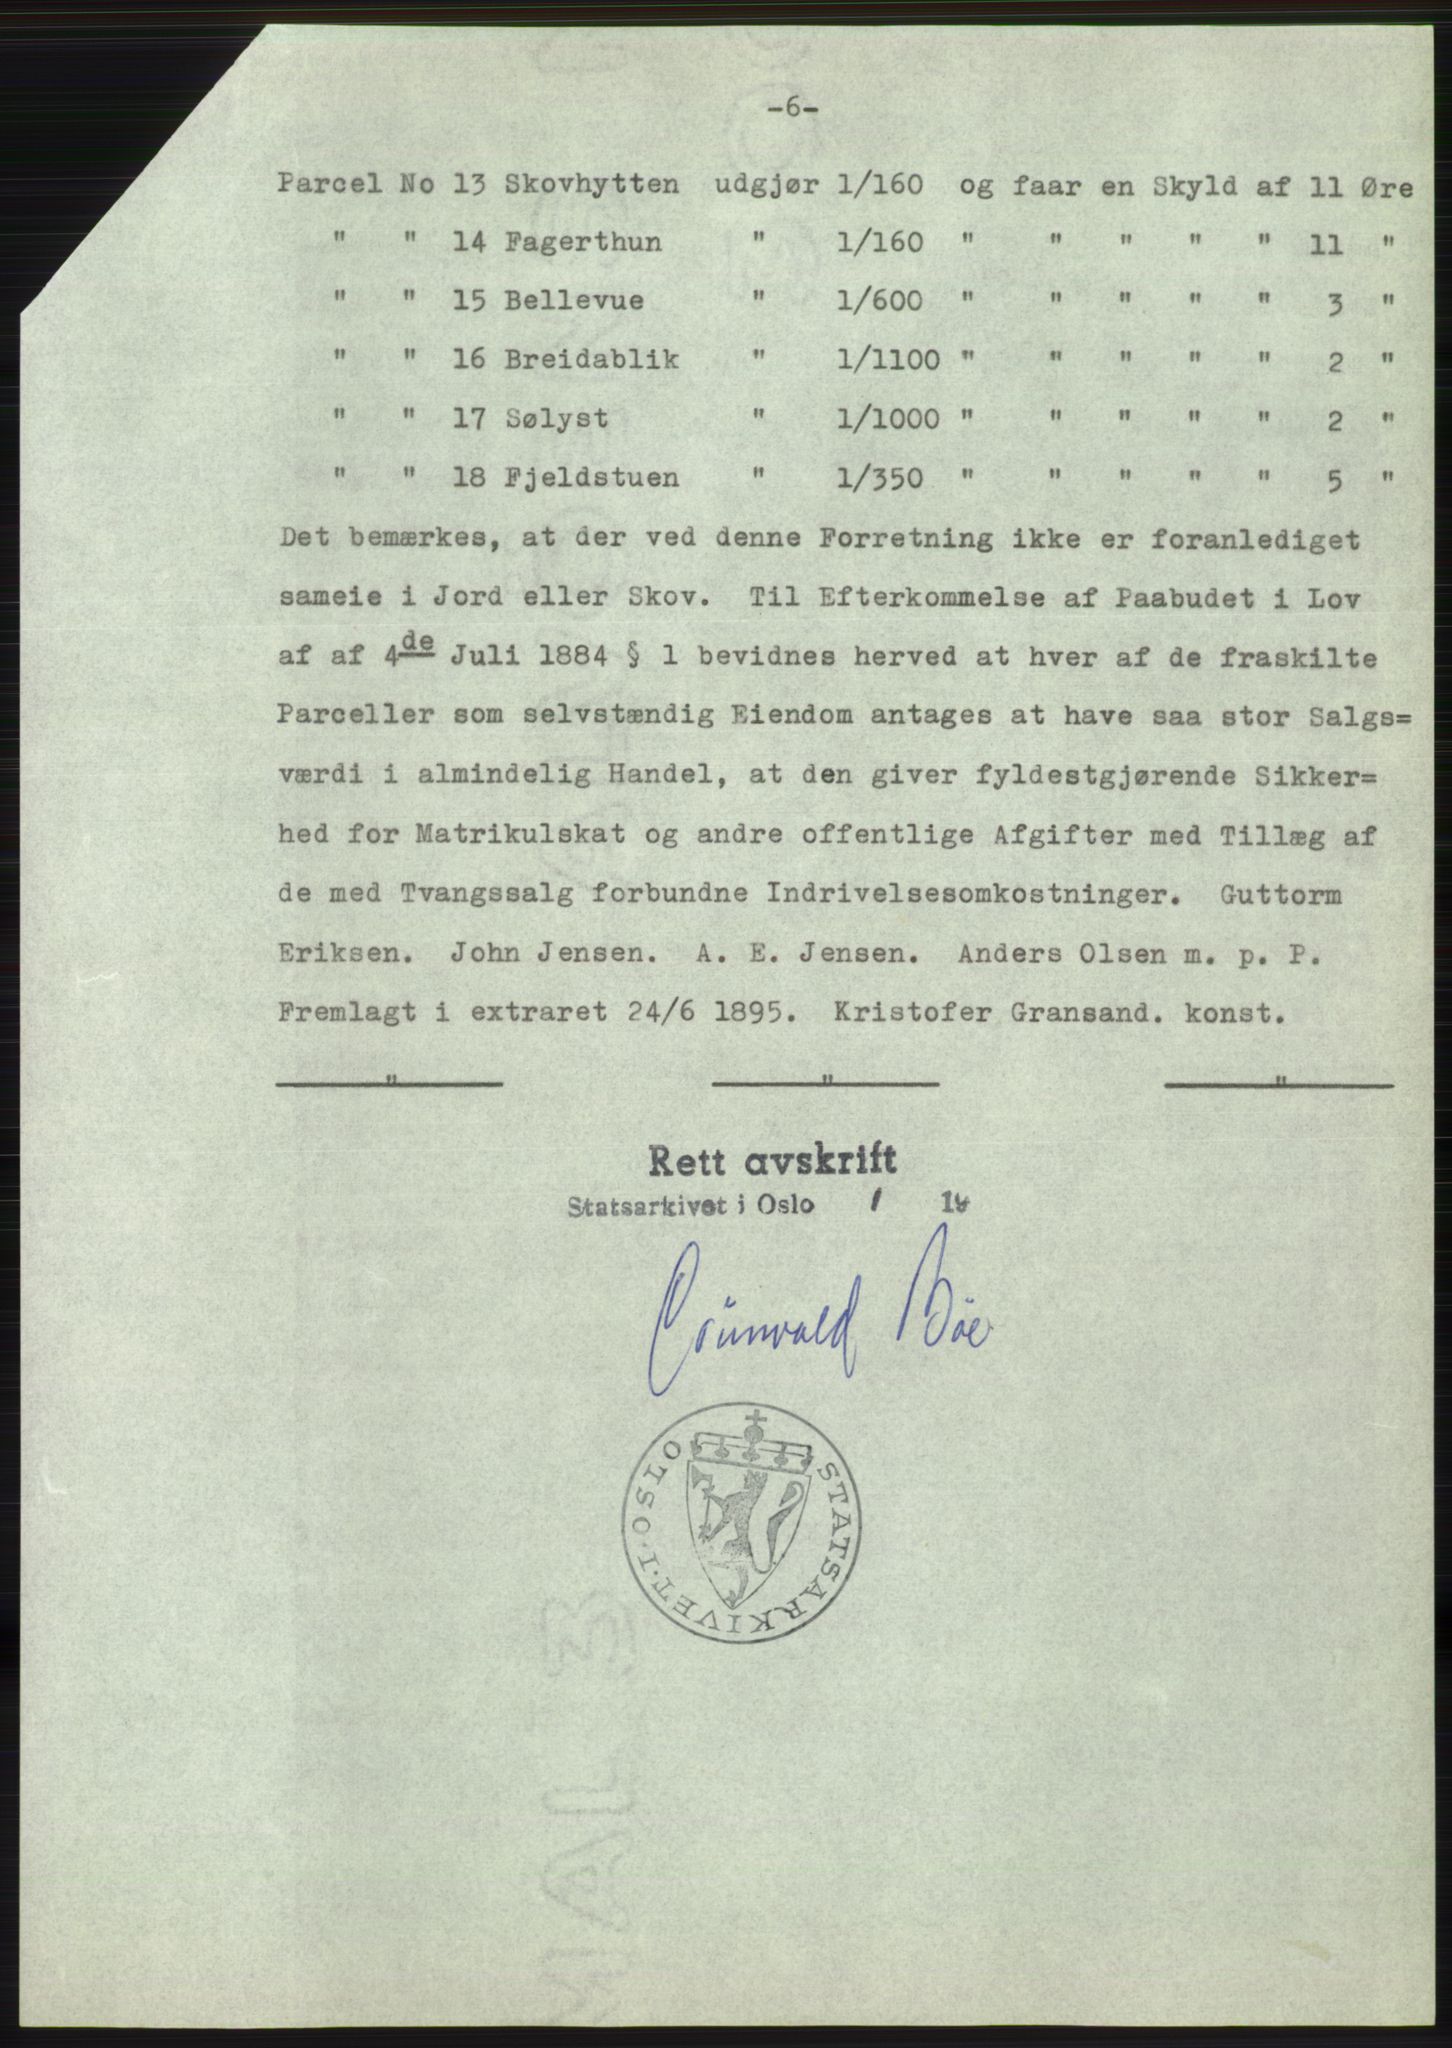 -6-
Parcel No 13 Skovhytten udgjør 1/160 og faar en Skyld af 11 Øre
" " 14 Fagerthun " 1/160 " " " " " 11 "
" " 15 Bellevue " 1/600 " " " " " 3 "
" " 16 Breidablik " 1/1100 " " " " " 2 "
" " 17 Sølyst " 1/1000 " " " " " 2 "
" " 18 Fjeldstuen " 1/350 " " " " " 5 "
Det bemærkes, at der ved denne Forretning ikke er foranlediget
sameie i Jord eller Skov. Til Efterkommelse af Paabudet i Lov
af af 4de Juli 1884 § 1 bevidnes herved at hver af de fraskilte
Parceller som selvstændig Eiendom antages at have saa stor Salgs=
værdi i almindelig Handel, at den giver fyldestgjørende Sikker=
hed for Matrikulskat og andre offentlige Afgifter med Tillæg af
de med Tvangssalg forbundne Indrivelsesomkostninger. Guttorm
Eriksen. John Jensen. A. E. Jensen. Anders Olsen m. p. P.
Fremlagt i extraret 24/6 1895. Kristofer Gransand. konst.
" " "
Rett avskrift
Statsarkivet i Oslo / 19
Grünwald Bøe
STATSARKIVET·I·OSLO